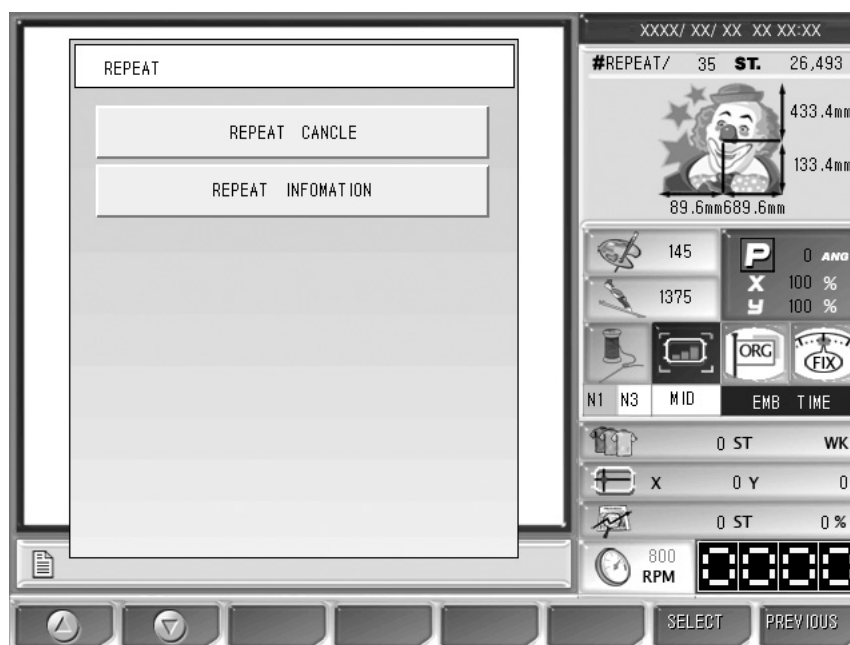 XXXX/ XX/ XX XX XX:XX
REPEAT
#REPEAT/ 35 ST. 26,493
REPEAT CANCLE
REPEAT INFOMATION
433.4mm
133.4mm
89.6mm689.6mm
145
P 0 ANG
X 100 %
1375
Y 100 %
ORG
FIX
N1 N3 MID EMB TIME
0 ST WK
X 0 Y 0
0 ST 0 %
800
RPM
0000
SELECT PREVIOUS